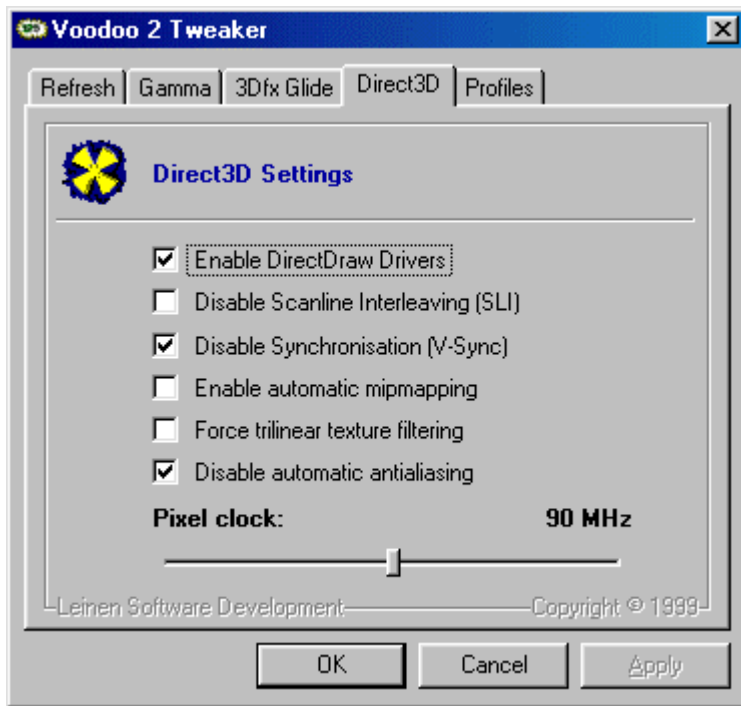 Voodoo 2 Tweaker
Refresh Gamma 3Dfx Glide Direct3D Profiles
Direct3D Settings
Enable DirectDraw Drivers
Disable Scanline Interleaving (SLI)
Disable Synchronisation (V-Sync)
Enable automatic mipmapping
Force trilinear texture filtering
Disable automatic antialiasing
Pixel clock: 90 MHz
Leinen Software Development Copyright © 1999
OK Cancel Apply